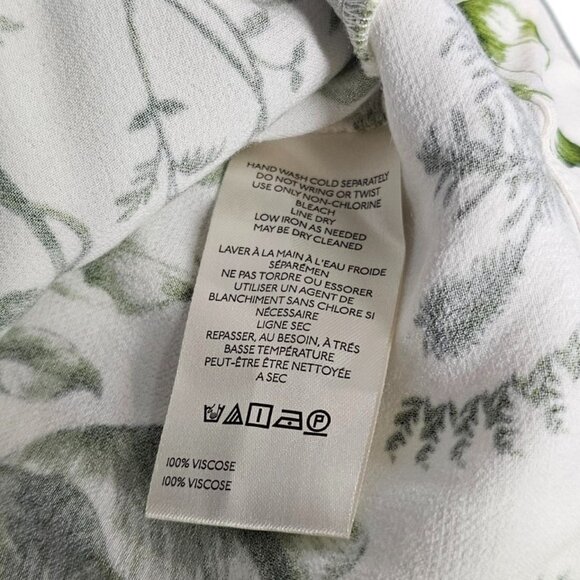 HAND WASH COLD SEPARATELY
DO NOT WRING OR TWIST
USE ONLY NON-CHLORINE
BLEACH
LINE DRY
LOW IRON AS NEEDED
MAY BE DRY CLEANED
LAVER À LA MAIN À L'EAU FROIDE
SÉPARÉMEN
NE PAS TORDRE OU ESSORER
UTILISER UN AGENT DE
BLANCHIMENT SANS CHLORE SI
NÉCESSAIRE
LIGNE SEC
REPASSER, AU BESOIN, À TRÉS
BASSE TEMPÉRATURE
PEUT-ÊTRE ÊTRE NETTOYÉE
A SEC
P
100% VISCOSE
100% VISCOSE